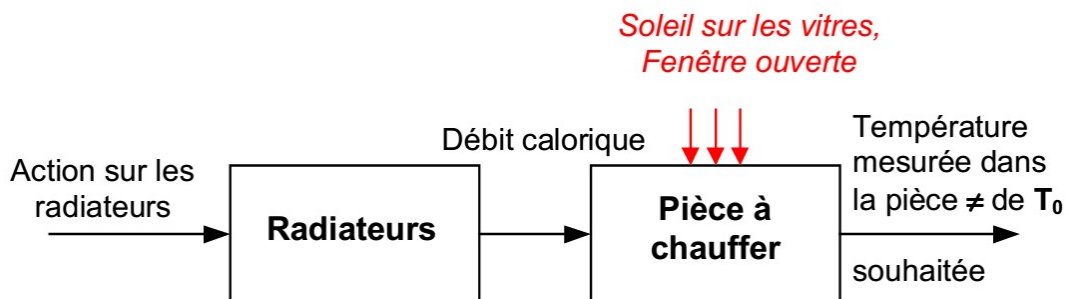 Soleil sur les vitres,
Fenêtre ouverte
Débit calorique
Température
mesurée dans
la pièce ≠ de T₀
souhaitée
Action sur les
radiateurs
Radiateurs
Pièce à
chauffer